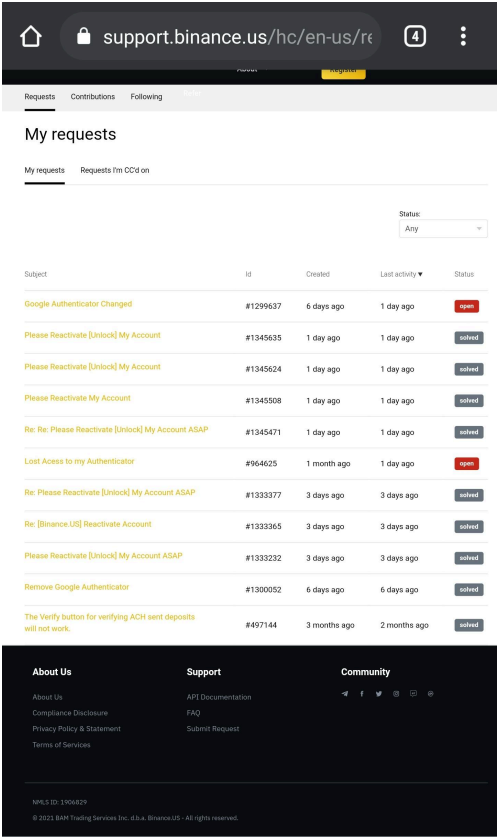 support.binance.us/hc/en-us/re
4
About
Register
Requests Contributions Following
My requests
My requests Requests I'm CC'd on
Status:
Any
Subject Id Created Last activity ▼ Status
Google Authenticator Changed #1299637 6 days ago 1 day ago open
Please Reactivate [Unlock] My Account #1345635 1 day ago 1 day ago solved
Please Reactivate [Unlock] My Account #1345624 1 day ago 1 day ago solved
Please Reactivate My Account #1345508 1 day ago 1 day ago solved
Re: Re: Please Reactivate [Unlock] My Account ASAP #1345471 1 day ago 1 day ago solved
Lost Acess to my Authenticator #964625 1 month ago 1 day ago open
Re: Please Reactivate [Unlock] My Account ASAP #1333377 3 days ago 3 days ago solved
Re: [Binance.US] Reactivate Account #1333365 3 days ago 3 days ago solved
Please Reactivate [Unlock] My Account ASAP #1333232 3 days ago 3 days ago solved
Remove Google Authenticator #1300052 6 days ago 6 days ago solved
The Verify button for verifying ACH sent deposits
will not work. #497144 3 months ago 2 months ago solved
About Us Support Community
About Us API Documentation
Compliance Disclosure FAQ
Privacy Policy & Statement Submit Request
Terms of Services
NMLS ID: 1906829
© 2021 BAM Trading Services Inc. d.b.a. Binance.US - All rights reserved.